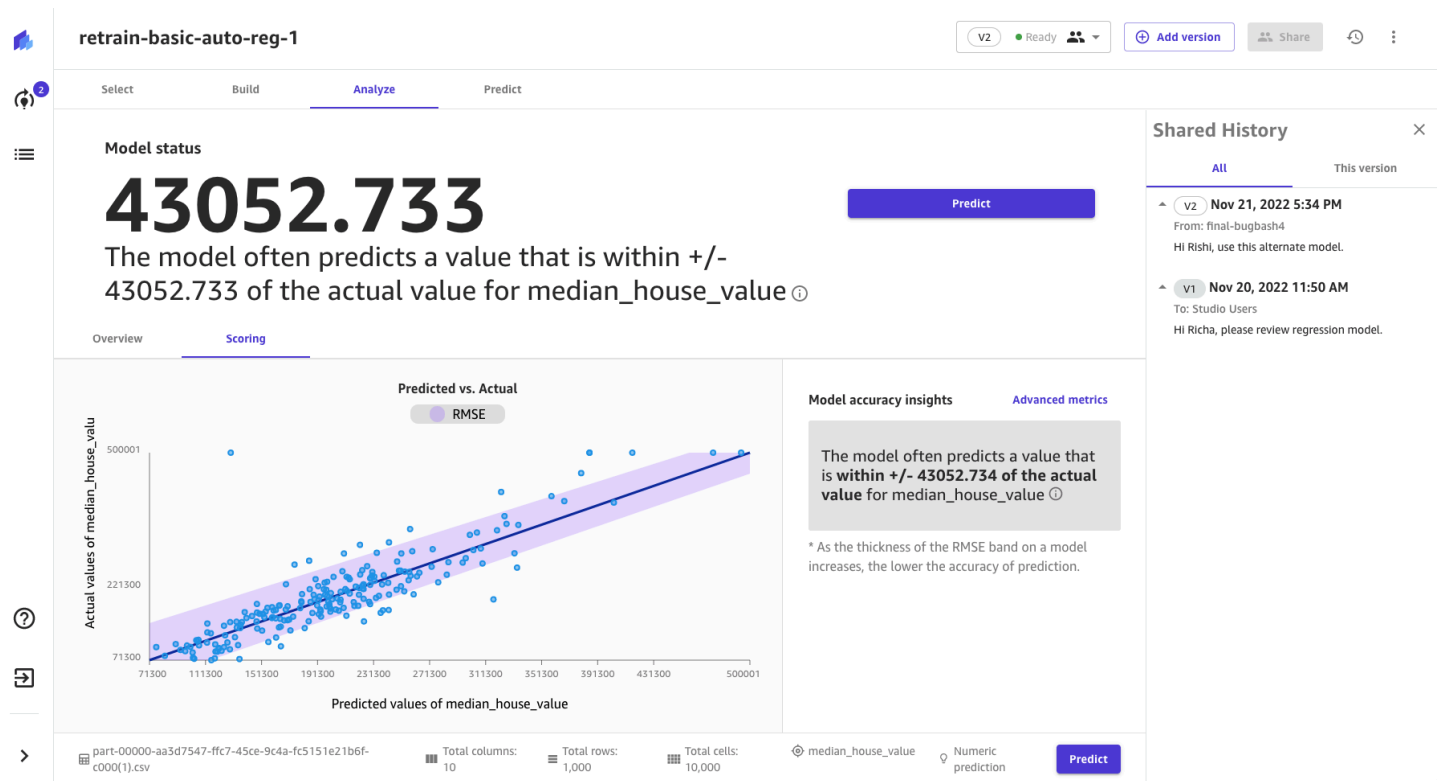 retrain-basic-auto-reg-1
V2 Ready
Add version
Share
2
Select Build Analyze Predict
Model status
43052.733
The model often predicts a value that is within +/-
43052.733 of the actual value for median_house_value
Predict
Overview Scoring
Predicted vs. Actual
RMSE
Actual values of median_house_valu
500001
221300
71300
71300 111300 151300 191300 231300 271300 311300 351300 391300 431300 500001
Predicted values of median_house_value
Model accuracy insights Advanced metrics
The model often predicts a value that
is within +/- 43052.734 of the actual
value for median_house_value
* As the thickness of the RMSE band on a model
increases, the lower the accuracy of prediction.
Shared History
All This version
V2 Nov 21, 2022 5:34 PM
From: final-bugbash4
Hi Rishi, use this alternate model.
V1 Nov 20, 2022 11:50 AM
To: Studio Users
Hi Richa, please review regression model.
part-00000-aa3d7547-ffc7-45ce-9c4a-fc5151e21b6f-
c000(1).csv
Total columns:
10
Total rows:
1,000
Total cells:
10,000
median_house_value
Numeric
prediction
Predict